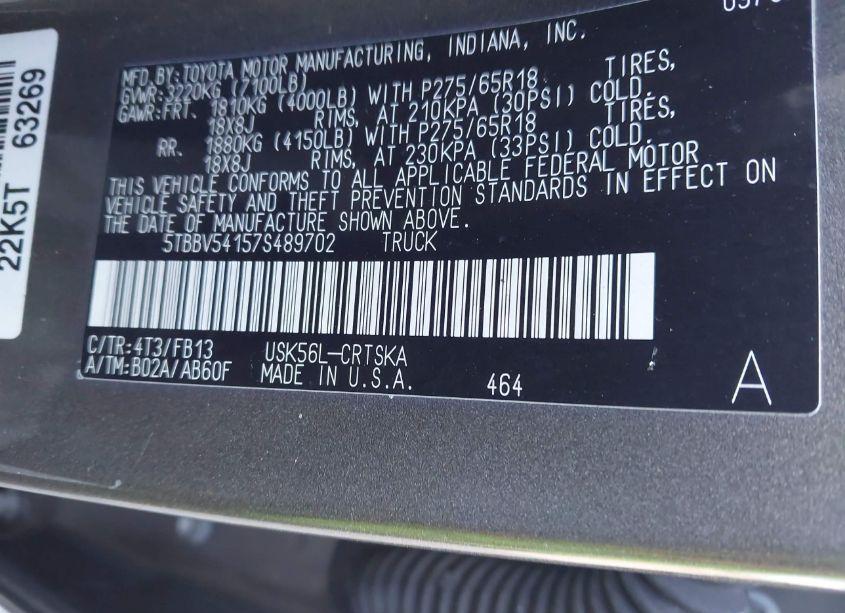 22K5T 63269
MFD.BY:TOYOTA MOTOR MANUFACTURING, INDIANA, INC.
GVWR:3220KG (7100LB)
GAWR:FRT. 1810KG (4000LB) WITH P275/65R18 TIRES,
18X8J RIMS, AT 210KPA (30PSI) COLD.
RR. 1880KG (4150LB) WITH P275/65R18 TIRES,
18X8J RIMS, AT 230KPA (33PSI) COLD.
THIS VEHICLE CONFORMS TO ALL APPLICABLE FEDERAL MOTOR
VEHICLE SAFETY AND THEFT PREVENTION STANDARDS IN EFFECT ON
THE DATE OF MANUFACTURE SHOWN ABOVE.
5TBBV54157S489702 TRUCK
C/TR:4T3/FB13 USK56L-CRTSKA
A/TM:B02A/AB60F MADE IN U.S.A. 464 A